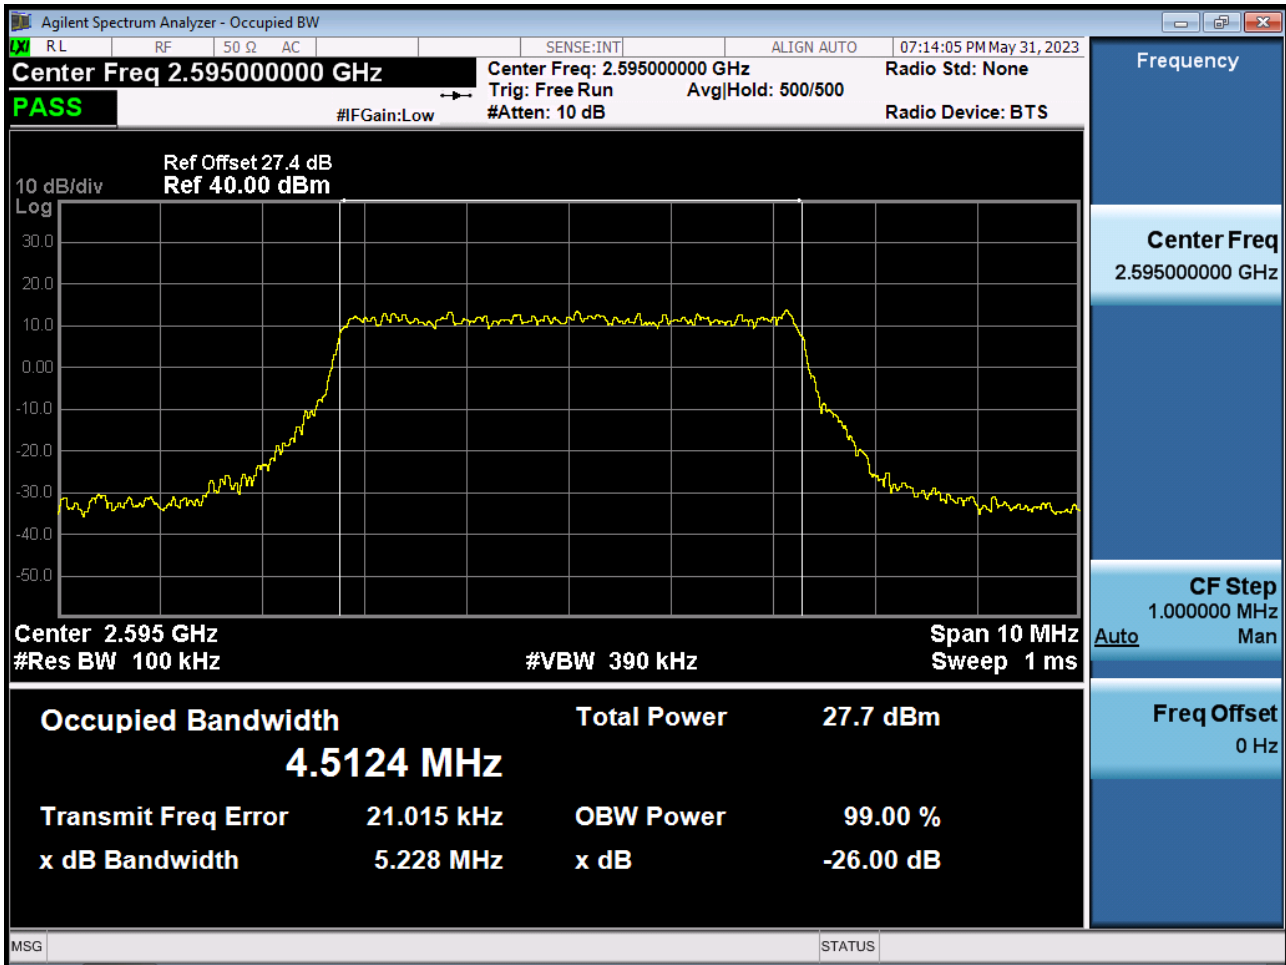 Agilent Spectrum Analyzer - Occupied BW
LXI RL RF 50 Ω AC SENSE:INT ALIGN AUTO 07:14:05 PM May 31, 2023
Center Freq 2.595000000 GHz
PASS
#IFGain:Low
Center Freq: 2.595000000 GHz
Trig: Free Run Avg|Hold: 500/500
#Atten: 10 dB
Radio Std: None
Radio Device: BTS
Ref Offset 27.4 dB
10 dB/div Ref 40.00 dBm
Log
30.0
20.0
10.0
0.00
-10.0
-20.0
-30.0
-40.0
-50.0
Center 2.595 GHz Span 10 MHz
#Res BW 100 kHz #VBW 390 kHz Sweep 1 ms
Occupied Bandwidth Total Power 27.7 dBm
4.5124 MHz
Transmit Freq Error 21.015 kHz OBW Power 99.00 %
x dB Bandwidth 5.228 MHz x dB -26.00 dB
MSG STATUS
Frequency
Center Freq
2.595000000 GHz
CF Step
1.000000 MHz
Auto Man
Freq Offset
0 Hz